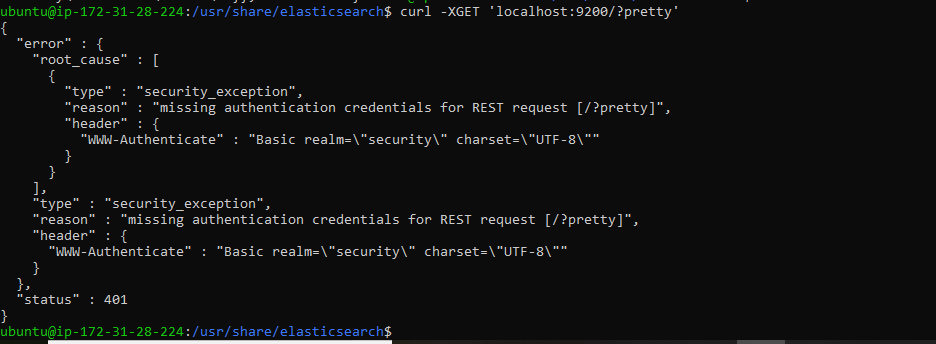 ubuntu@ip-172-31-28-224:/usr/share/elasticsearch$ curl -XGET 'localhost:9200/?pretty'
{
  "error" : {
    "root_cause" : [
      {
        "type" : "security_exception",
        "reason" : "missing authentication credentials for REST request [/?pretty]",
        "header" : {
          "WWW-Authenticate" : "Basic realm=\"security\" charset=\"UTF-8\""
        }
      }
    ],
    "type" : "security_exception",
    "reason" : "missing authentication credentials for REST request [/?pretty]",
    "header" : {
      "WWW-Authenticate" : "Basic realm=\"security\" charset=\"UTF-8\""
    }
  },
  "status" : 401
}
ubuntu@ip-172-31-28-224:/usr/share/elasticsearch$